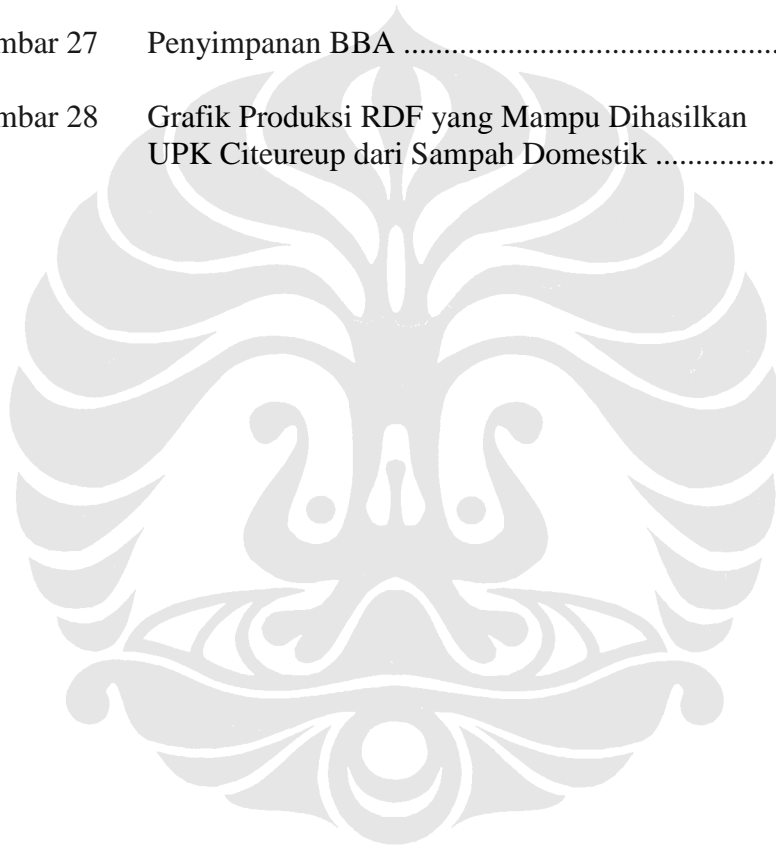 mbar 27 Penyimpanan BBA ........................................
mbar 28 Grafik Produksi RDF yang Mampu Dihasilkan
UPK Citeureup dari Sampah Domestik ................